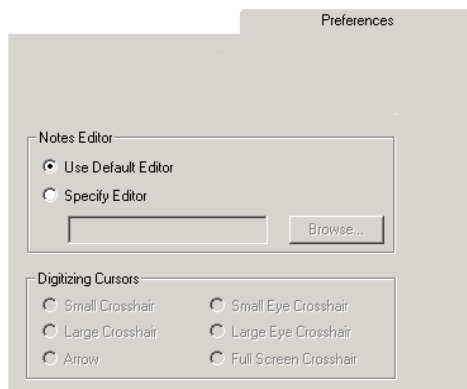 Preferences
Notes Editor
Use Default Editor
Specify Editor
Browse...
Digitizing Cursors
Small Crosshair Small Eye Crosshair
Large Crosshair Large Eye Crosshair
Arrow Full Screen Crosshair